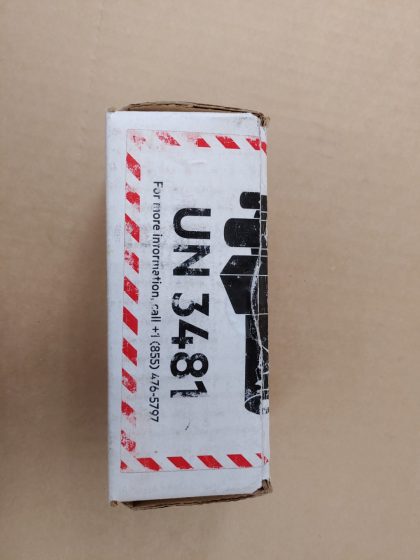 UN 3481
For more information, call +1 (855) 476-5797